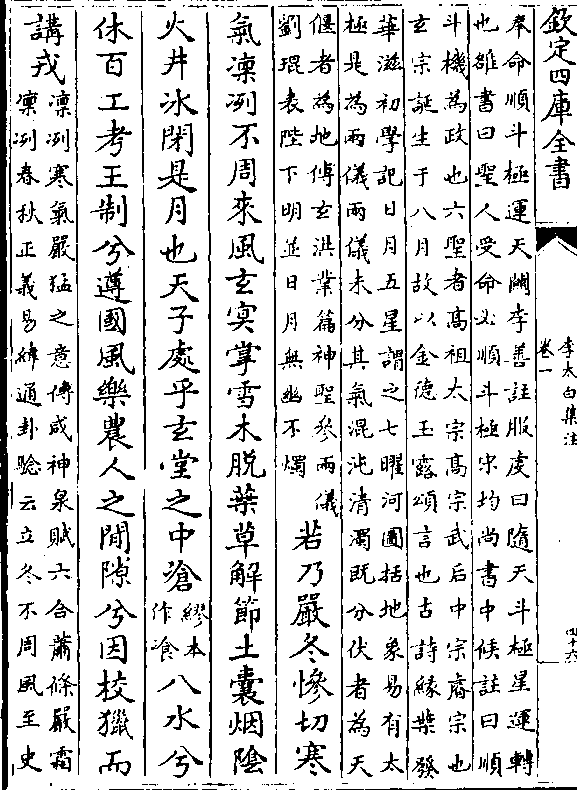 欽定四庫全書
李太白集注
卷一
四十六
奉命順斗極運天闗李善註服虔曰隨天斗極星運轉
也雒書曰聖人受命必順斗極宋均尚書中候註曰順
斗機為政也六聖者髙祖太宗髙宗武后中宗睿宗也
玄宗誕生于八月故以金德玉露頌言也古詩緣葉發
華滋初學記日月五星謂之七曜河圖括地象易有太
極是為兩儀兩儀未分其氣混沌清濁既分伏者為天
偃者為地傅玄洪業篇神聖參兩儀
劉琨表陛下明並日月無幽不燭
若乃嚴冬慘切寒
氣凜冽不周來風玄冥掌雪木脫葉草解節土囊烟陰
火井冰閉是月也天子處乎玄堂之中滄繆本作飡八水兮
休百工考王制兮遵國風樂農人之閒隙兮因校獵而
講戎
凜冽寒氣嚴猛之意傅咸神泉賦六合蕭條嚴霜
凜冽春秋正義易緯通卦驗云立冬不周風至史